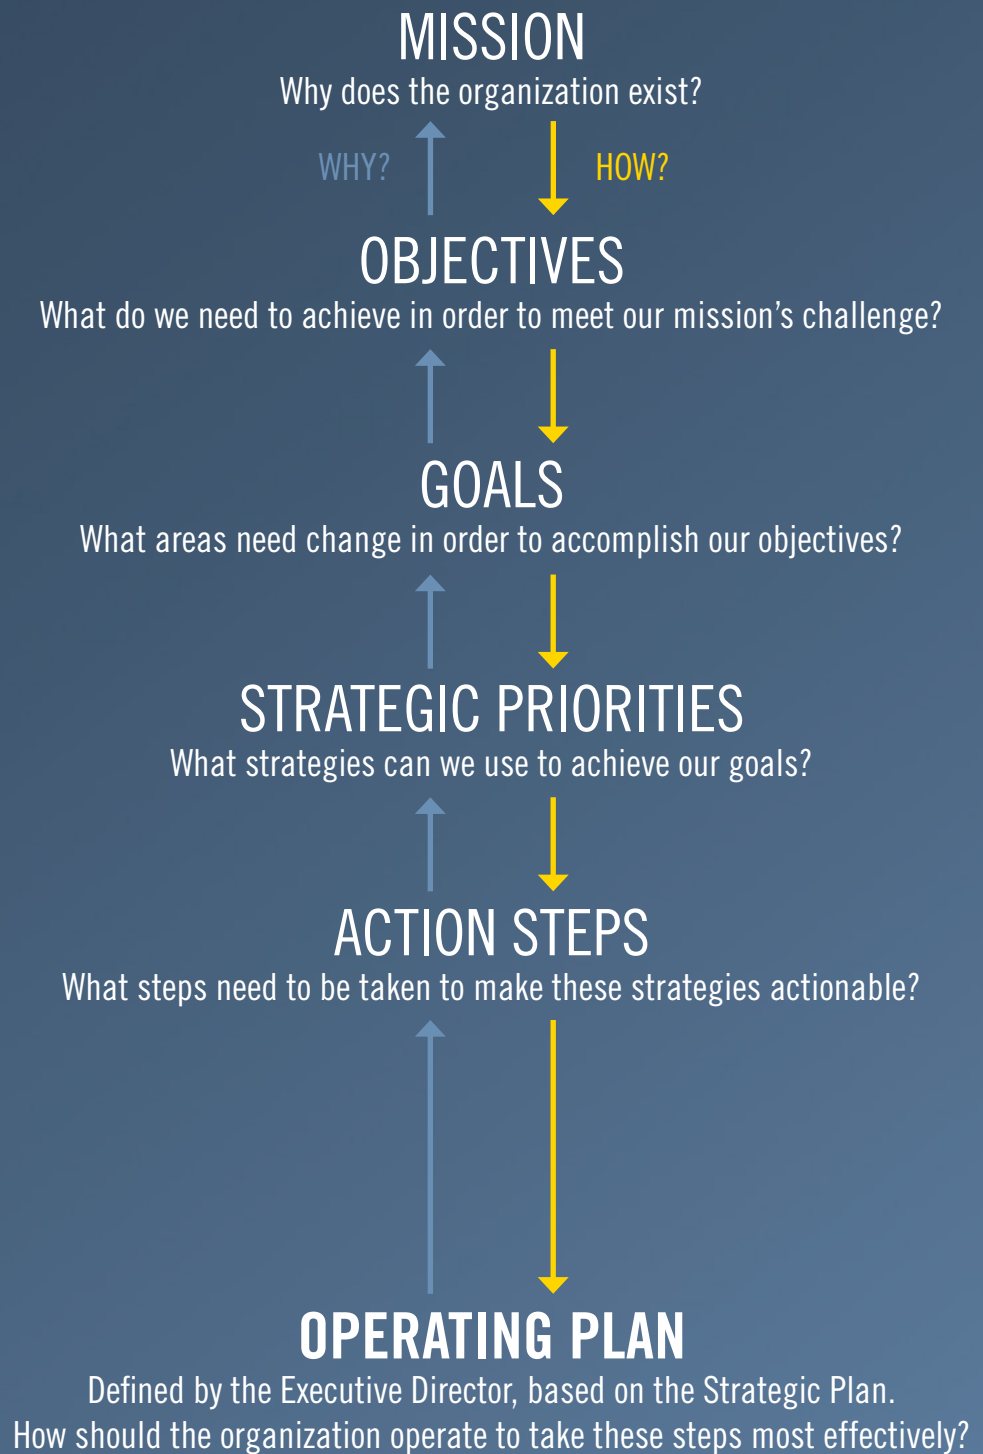 MISSION
Why does the organization exist?
WHY? HOW?
OBJECTIVES
What do we need to achieve in order to meet our mission’s challenge?
GOALS
What areas need change in order to accomplish our objectives?
STRATEGIC PRIORITIES
What strategies can we use to achieve our goals?
ACTION STEPS
What steps need to be taken to make these strategies actionable?
OPERATING PLAN
Defined by the Executive Director, based on the Strategic Plan.
How should the organization operate to take these steps most effectively?